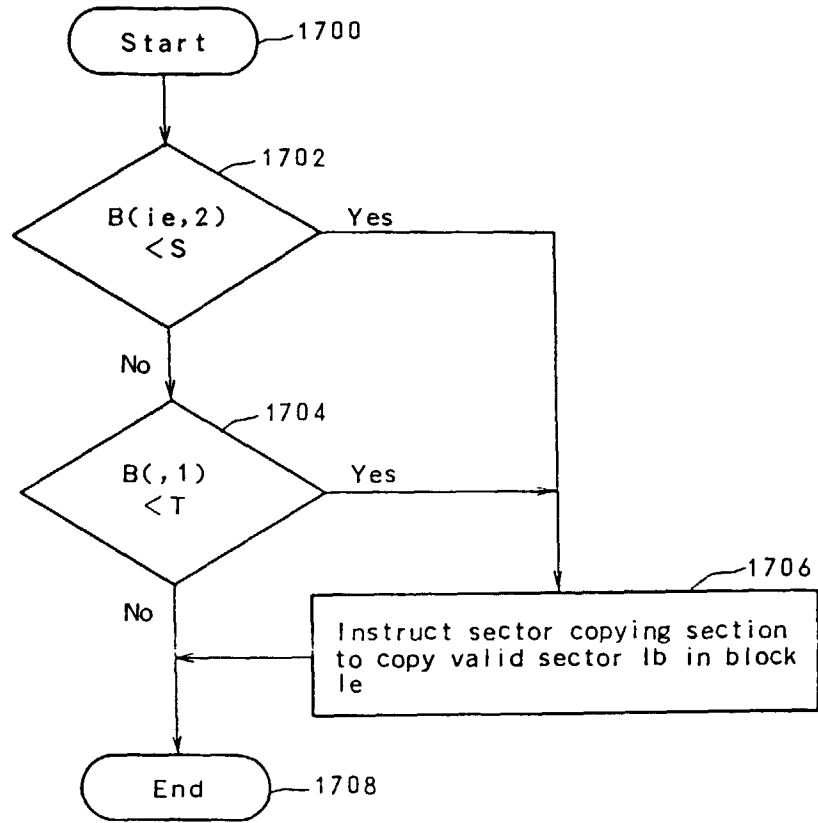 Start
1700
1702
B(ie,2)
<S
Yes
No
1704
B(,1)
<T
Yes
No
1706
Instruct sector copying section
to copy valid sector Ib in block
Ie
End
1708